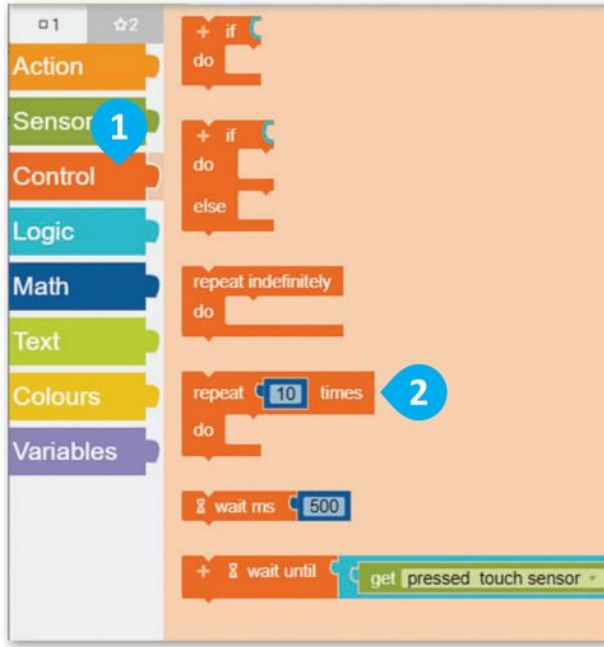 1 2
Action
Sensor
Control
Logic
Math
Text
Colours
Variables
1
+ if
do
+ if
do
else
repeat indefinitely
do
repeat 10 times
do
2
wait ms 500
+ wait until get pressed touch sensor